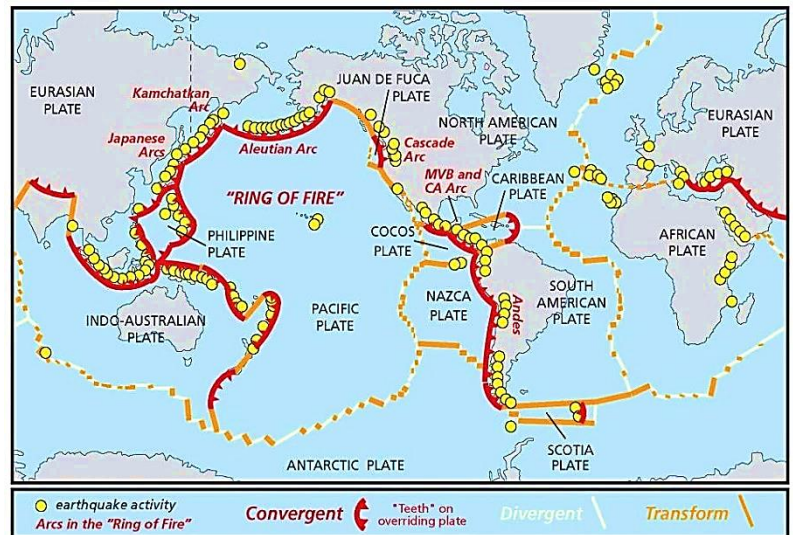 EURASIAN
PLATE
Kamchatkan
Arc
Japanese
Arcs
Aleutian Arc
"RING OF FIRE"
PHILIPPINE
PLATE
INDO-AUSTRALIAN
PLATE
PACIFIC
PLATE
JUAN DE FUCA
PLATE
NORTH AMERICAN
PLATE
Cascade
Arc
MVB and
CA Arc
CARIBBEAN
PLATE
COCOS
PLATE
NAZCA
PLATE
Andes
SOUTH
AMERICAN
PLATE
EURASIAN
PLATE
AFRICAN
PLATE
SCOTIA
PLATE
ANTARCTIC PLATE
earthquake activity
Arcs in the "Ring of Fire"
Convergent
"Teeth" on
overriding plate
Divergent
Transform